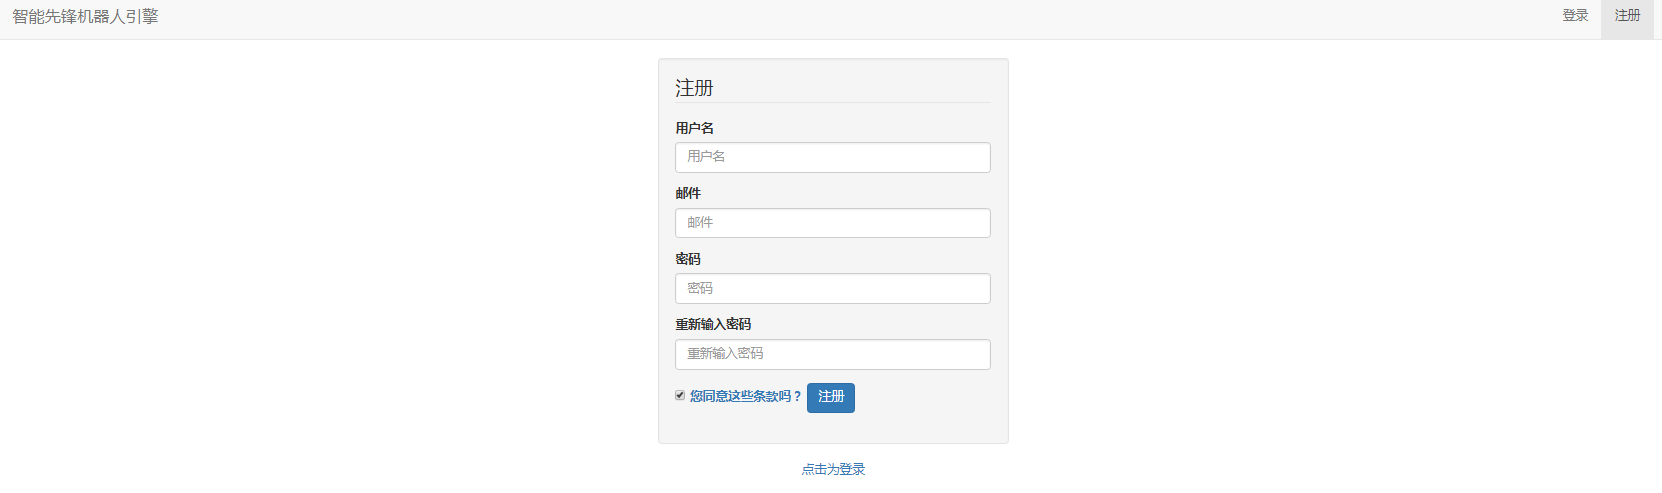 智能先锋机器人引擎 登录 注册
注册
用户名
用户名
邮件
邮件
密码
密码
重新输入密码
重新输入密码
您同意这些条款吗？ 注册
点击为登录